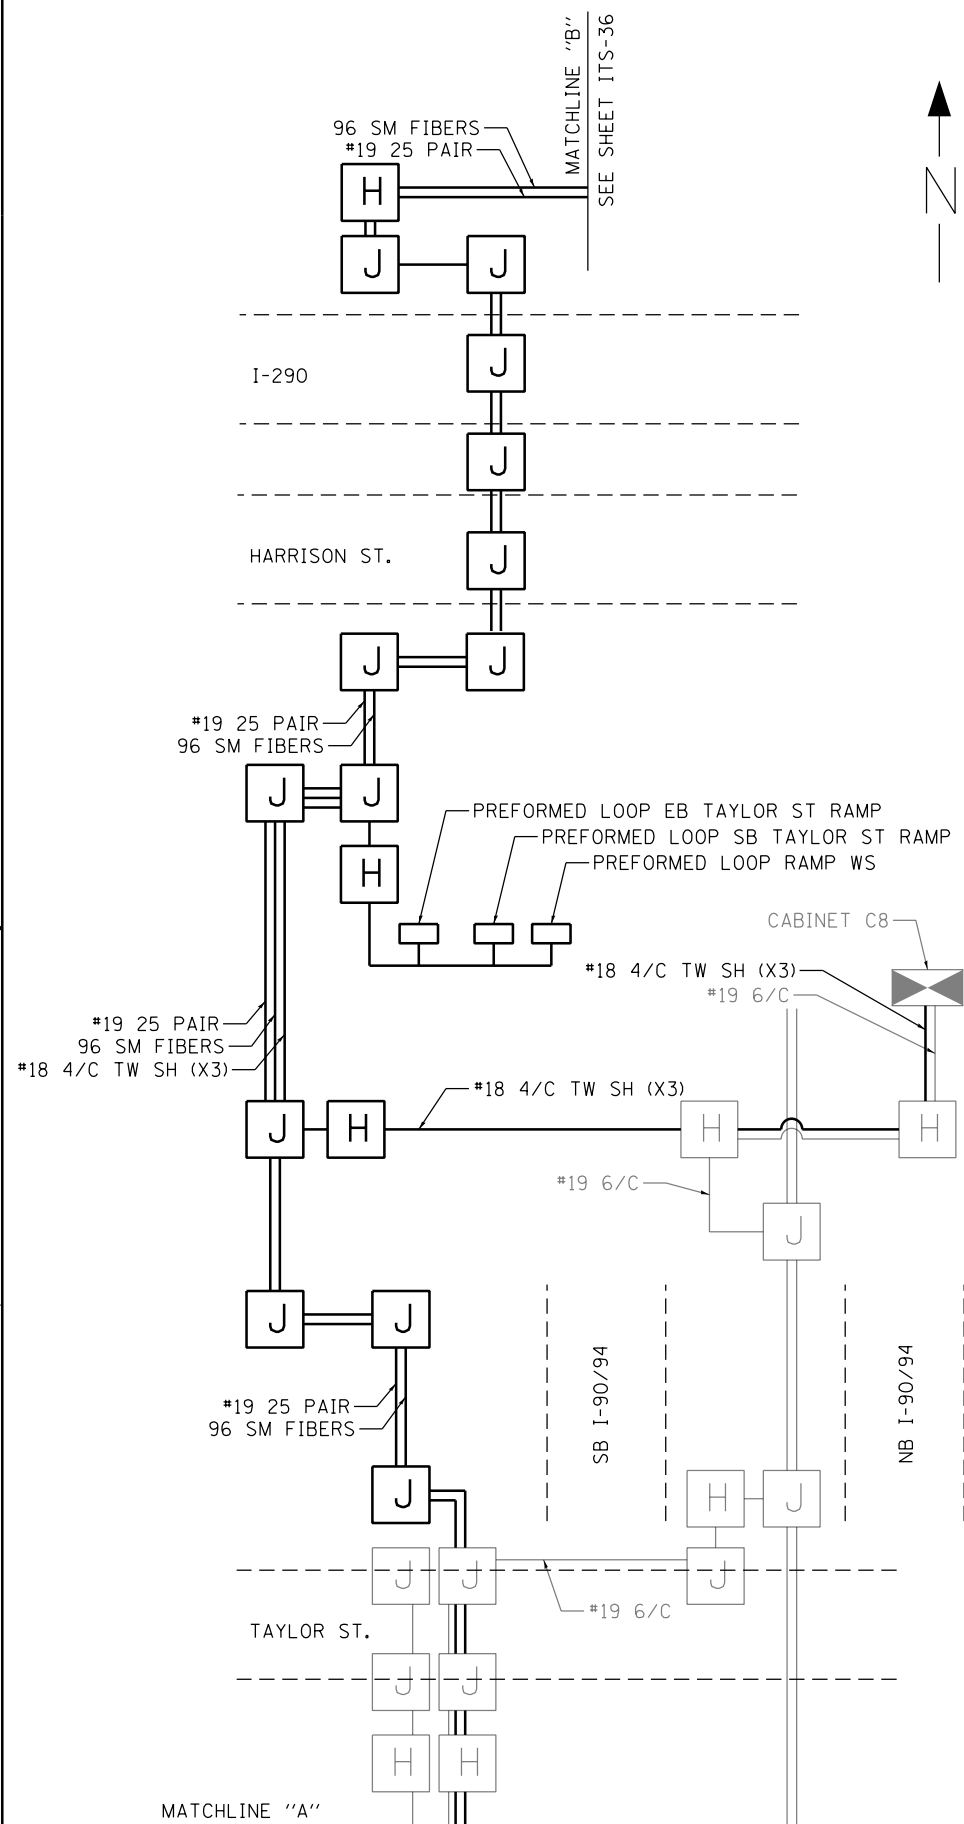 MATCHLINE "B"
SEE SHEET ITS-36
96 SM FIBERS
#19 25 PAIR
N
H
J
J
J
I-290
J
HARRISON ST.
J
J
J
#19 25 PAIR
96 SM FIBERS
J
J
PREFORMED LOOP EB TAYLOR ST RAMP
PREFORMED LOOP SB TAYLOR ST RAMP
PREFORMED LOOP RAMP WS
H
CABINET C8
#18 4/C TW SH (X3)
#19 6/C
#19 25 PAIR
96 SM FIBERS
#18 4/C TW SH (X3)
#18 4/C TW SH (X3)
J
H
H
H
#19 6/C
J
J
J
SB I-90/94
NB I-90/94
#19 25 PAIR
96 SM FIBERS
J
H
J
J
J
J
#19 6/C
TAYLOR ST.
J
J
H
H
MATCHLINE "A"